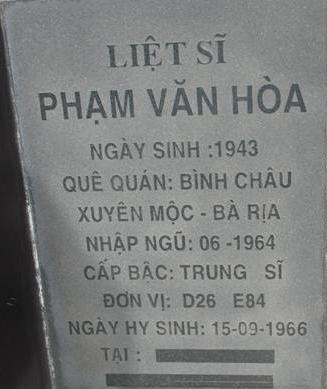 LIỆT SĨ
PHẠM VĂN HÒA
NGÀY SINH :1943
QUÊ QUÁN: BÌNH CHÂU
XUYÊN MỘC - BÀ RỊA
NHẬP NGŨ: 06 -1964
CẤP BẬC: TRUNG SĨ
ĐƠN VỊ: D26 E84
NGÀY HY SINH: 15-09-1966
TẠI :